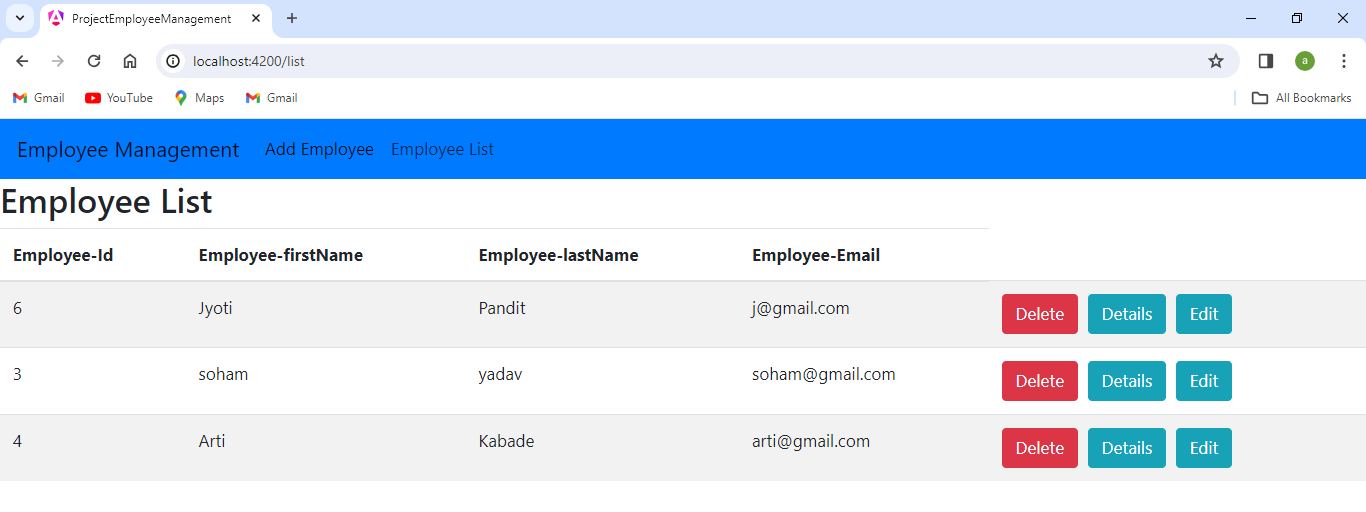 ProjectEmployeeManagement
localhost:4200/list
a
Gmail YouTube Maps Gmail All Bookmarks
Employee Management Add Employee Employee List
Employee List
Employee-Id Employee-firstName Employee-lastName Employee-Email
6 Jyoti Pandit j@gmail.com Delete Details Edit
3 soham yadav soham@gmail.com Delete Details Edit
4 Arti Kabade arti@gmail.com Delete Details Edit